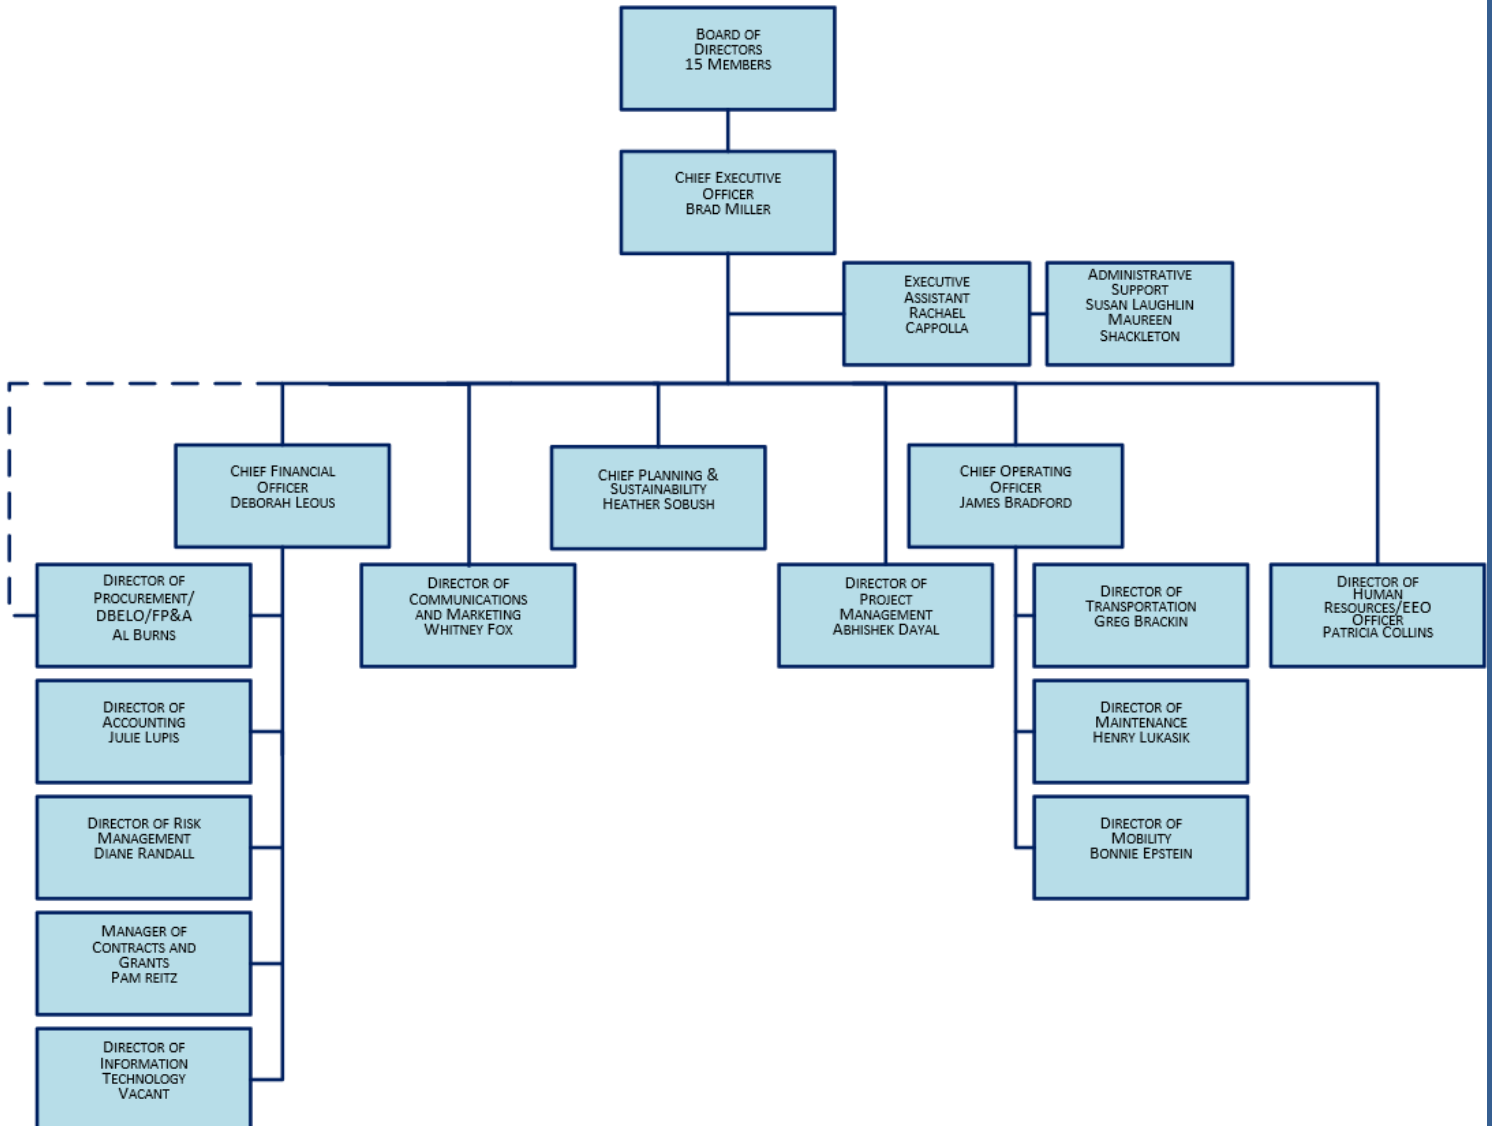 BOARD OF
DIRECTORS
15 MEMBERS
CHIEF EXECUTIVE
OFFICER
BRAD MILLER
EXECUTIVE
ASSISTANT
RACHAEL
CAPPOLLA
ADMINISTRATIVE
SUPPORT
SUSAN LAUGHLIN
MAUREEN
SHACKLETON
CHIEF FINANCIAL
OFFICER
DEBORAH LEOUS
CHIEF PLANNING &
SUSTAINABILITY
HEATHER SOBUSH
CHIEF OPERATING
OFFICER
JAMES BRADFORD
DIRECTOR OF
PROCUREMENT/
DBELO/FP&A
AL BURNS
DIRECTOR OF
COMMUNICATIONS
AND MARKETING
WHITNEY FOX
DIRECTOR OF
PROJECT
MANAGEMENT
ABHISHEK DAYAL
DIRECTOR OF
TRANSPORTATION
GREG BRACKIN
DIRECTOR OF
HUMAN
RESOURCES/EEO
OFFICER
PATRICIA COLLINS
DIRECTOR OF
ACCOUNTING
JULIE LUPIS
DIRECTOR OF
MAINTENANCE
HENRY LUKASIK
DIRECTOR OF RISK
MANAGEMENT
DIANE RANDALL
DIRECTOR OF
MOBILITY
BONNIE EPSTEIN
MANAGER OF
CONTRACTS AND
GRANTS
PAM REITZ
DIRECTOR OF
INFORMATION
TECHNOLOGY
VACANT